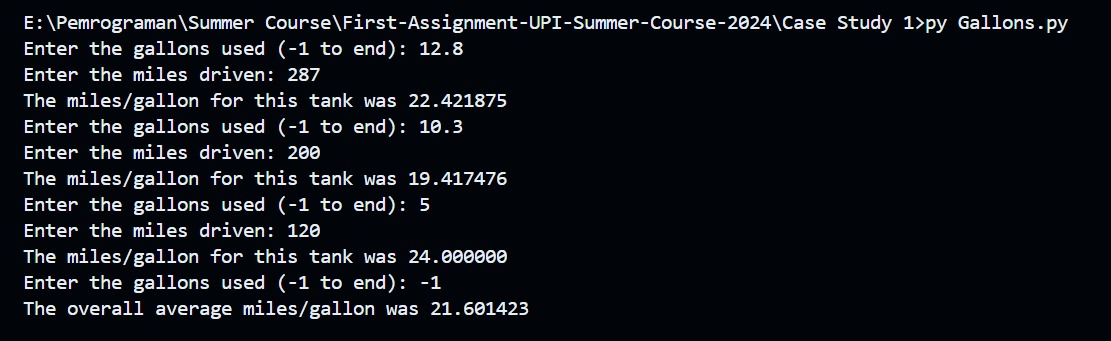 E:\Pemrograman\Summer Course\First-Assignment-UPI-Summer-Course-2024\Case Study 1>py Gallons.py
Enter the gallons used (-1 to end): 12.8
Enter the miles driven: 287
The miles/gallon for this tank was 22.421875
Enter the gallons used (-1 to end): 10.3
Enter the miles driven: 200
The miles/gallon for this tank was 19.417476
Enter the gallons used (-1 to end): 5
Enter the miles driven: 120
The miles/gallon for this tank was 24.000000
Enter the gallons used (-1 to end): -1
The overall average miles/gallon was 21.601423